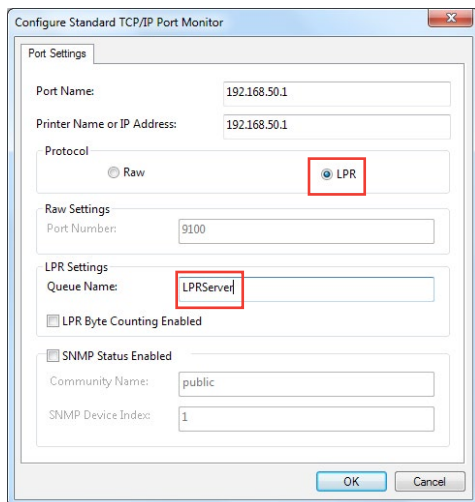 Configure Standard TCP/IP Port Monitor
Port Settings
Port Name: 192.168.50.1
Printer Name or IP Address: 192.168.50.1
Protocol
Raw LPR
Raw Settings
Port Number: 9100
LPR Settings
Queue Name: LPRServer
LPR Byte Counting Enabled
SNMP Status Enabled
Community Name: public
SNMP Device Index: 1
OK Cancel